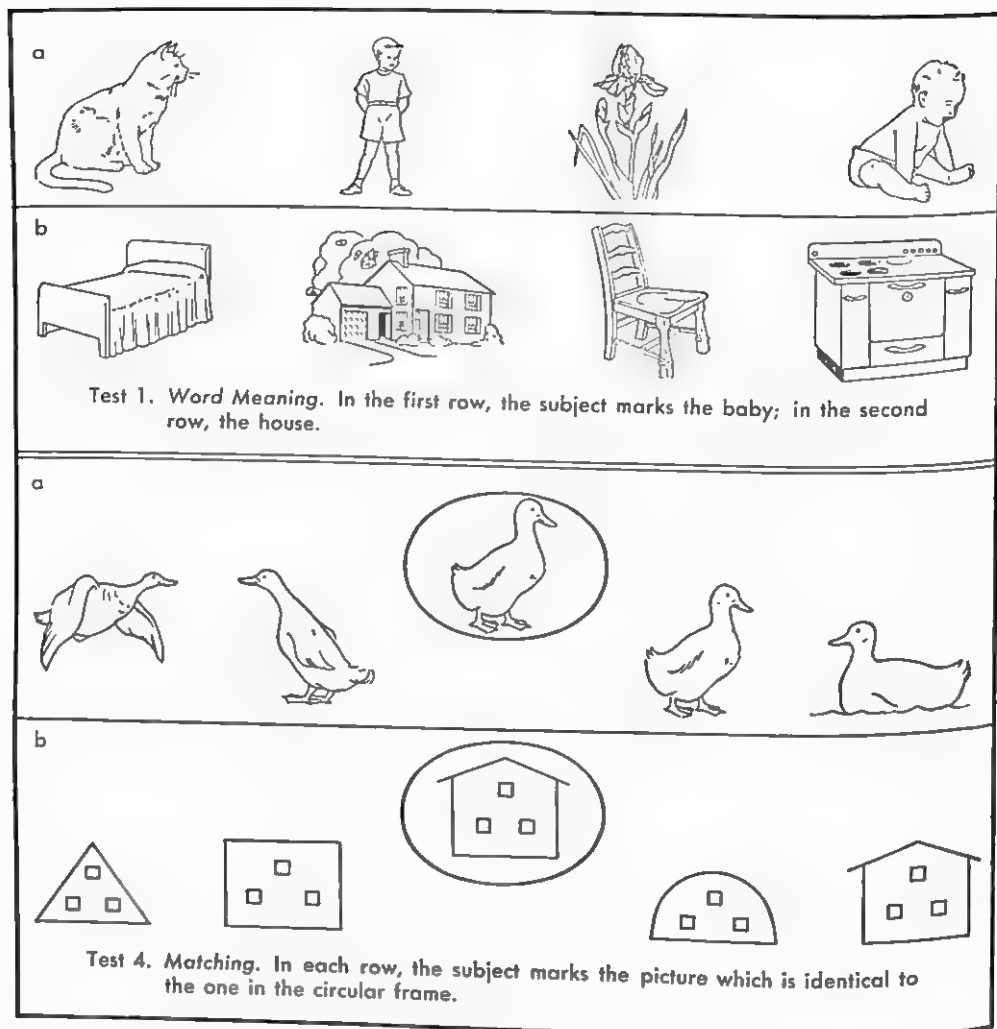 a
b
Test 1. Word Meaning. In the first row, the subject marks the baby; in the second
row, the house.
a
b
Test 4. Matching. In each row, the subject marks the picture which is identical to
the one in the circular frame.